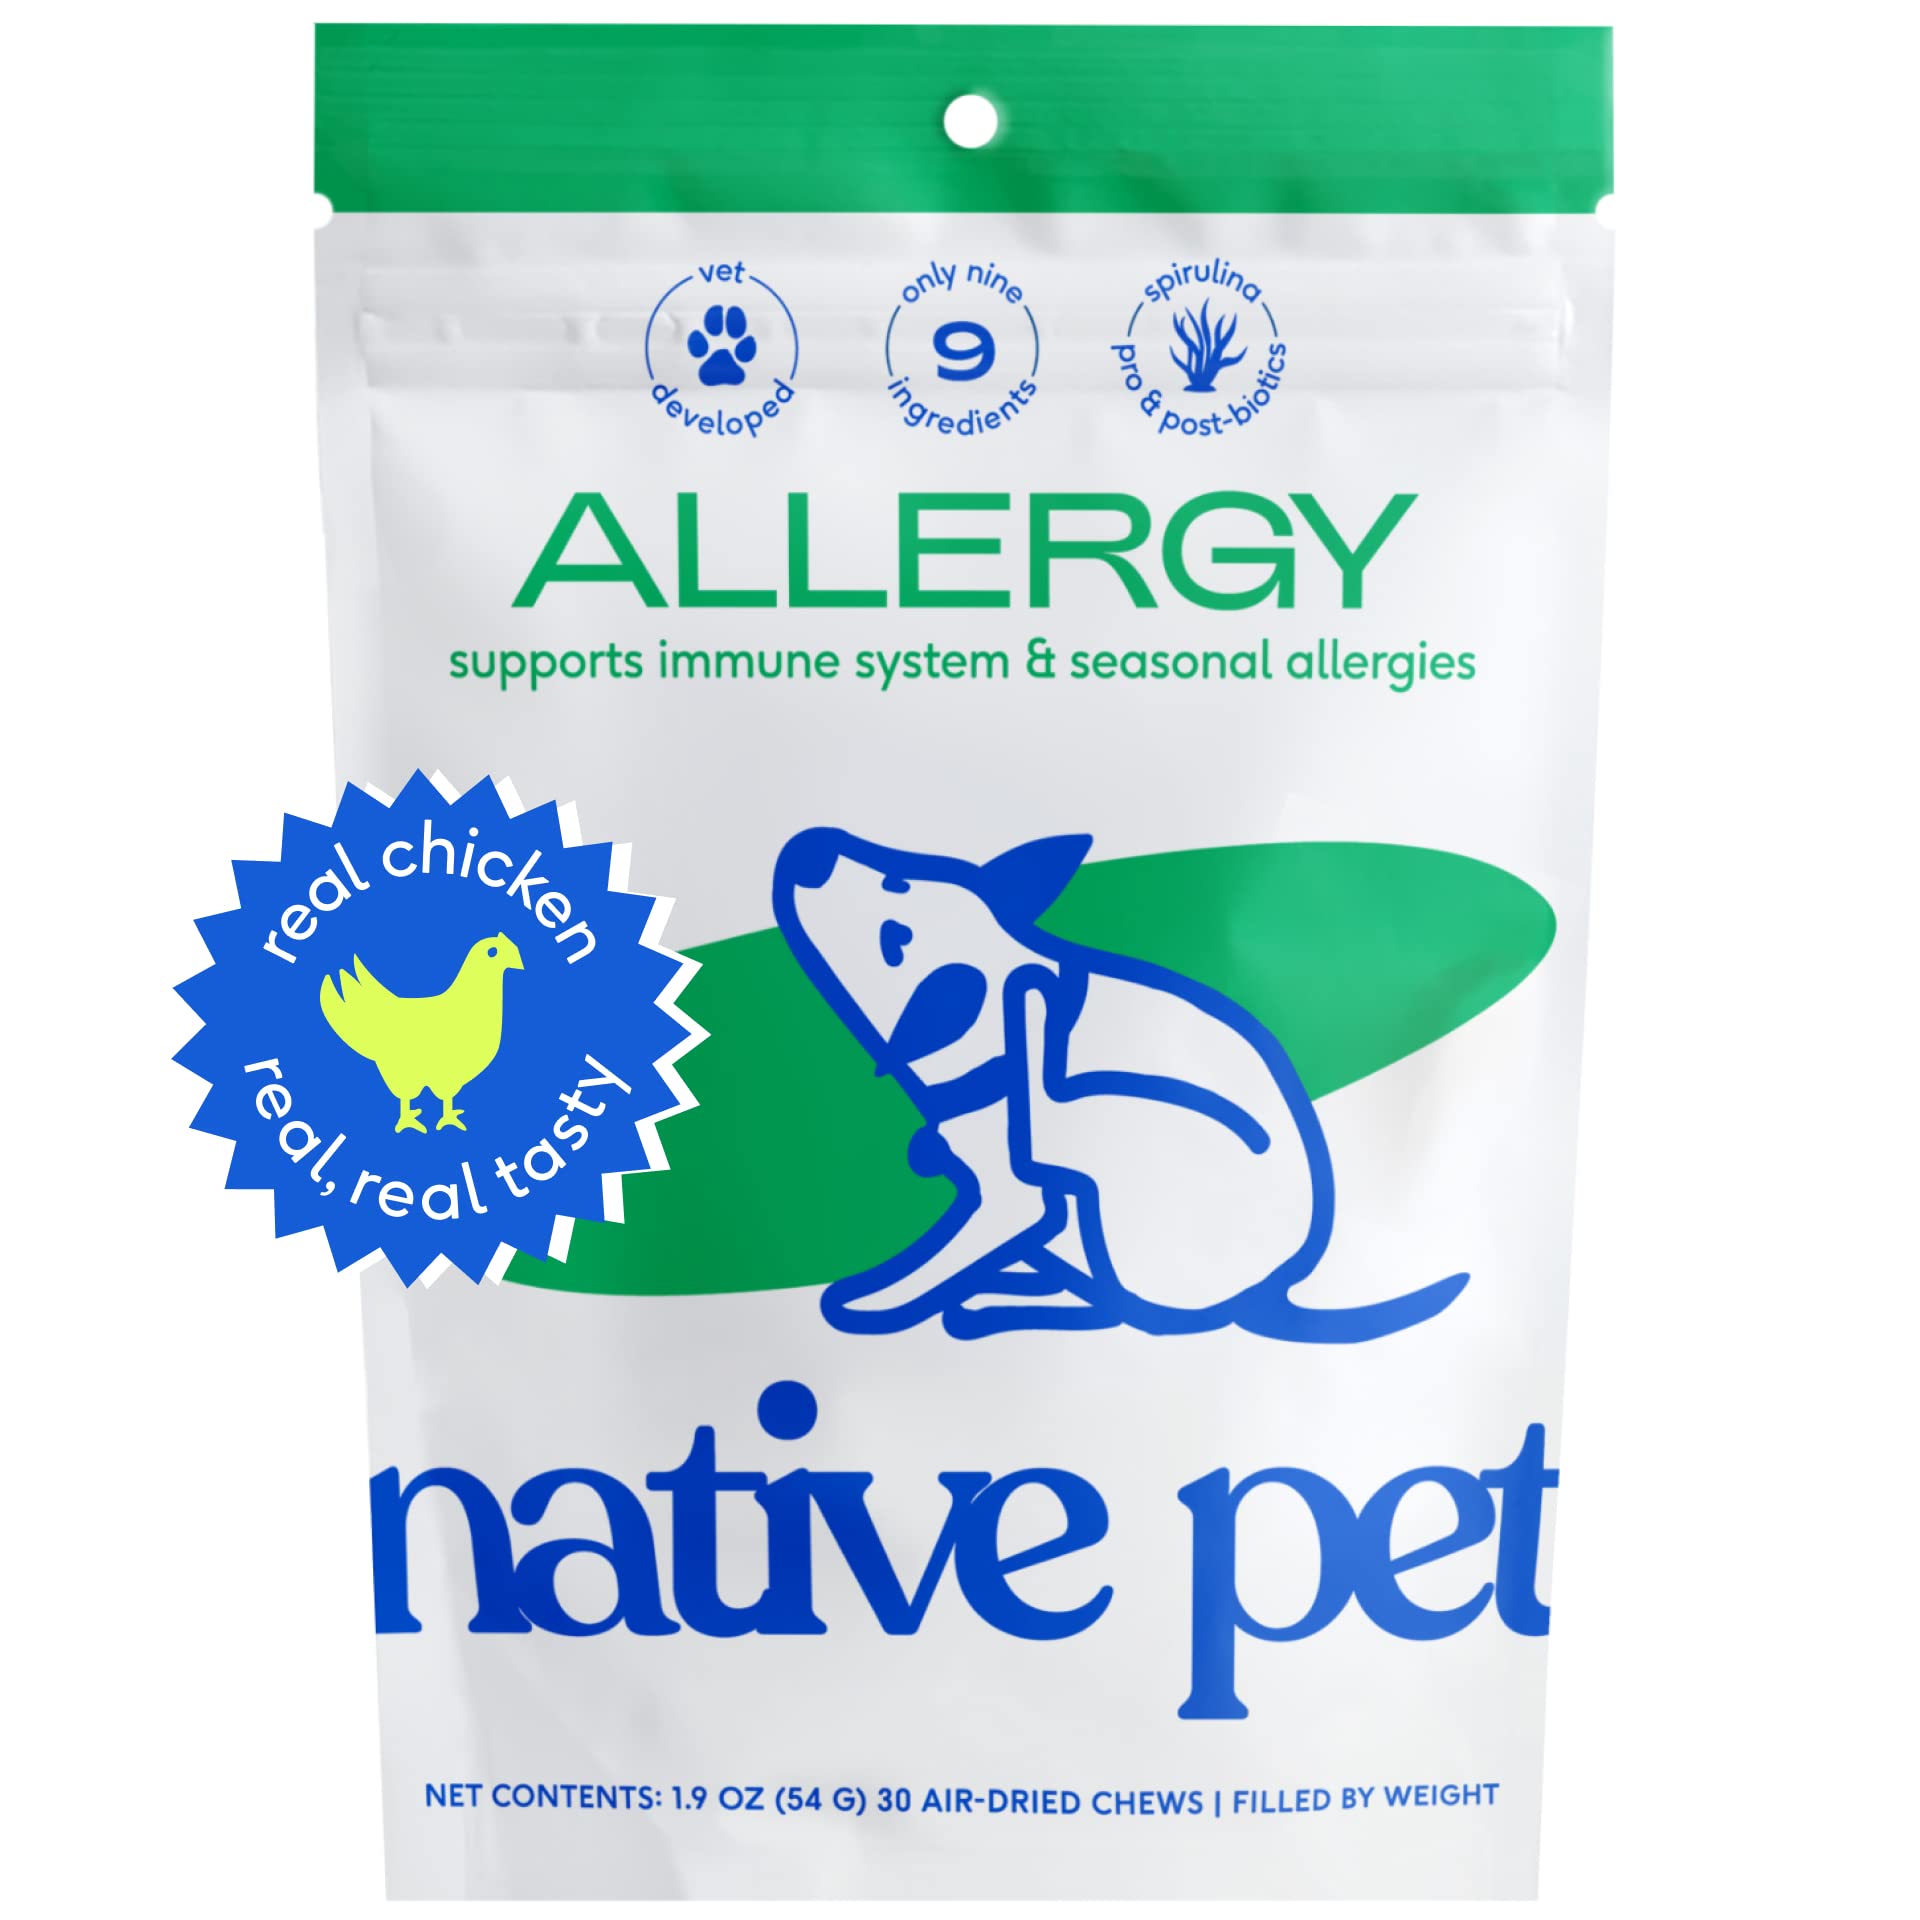 vet developed
only nine 9 ingredients
spirulina pro & post-biotics
ALLERGY
supports immune system & seasonal allergies
real chicken
real, real tasty
native pet
NET CONTENTS: 1.9 OZ (54 G) 30 AIR-DRIED CHEWS | FILLED BY WEIGHT